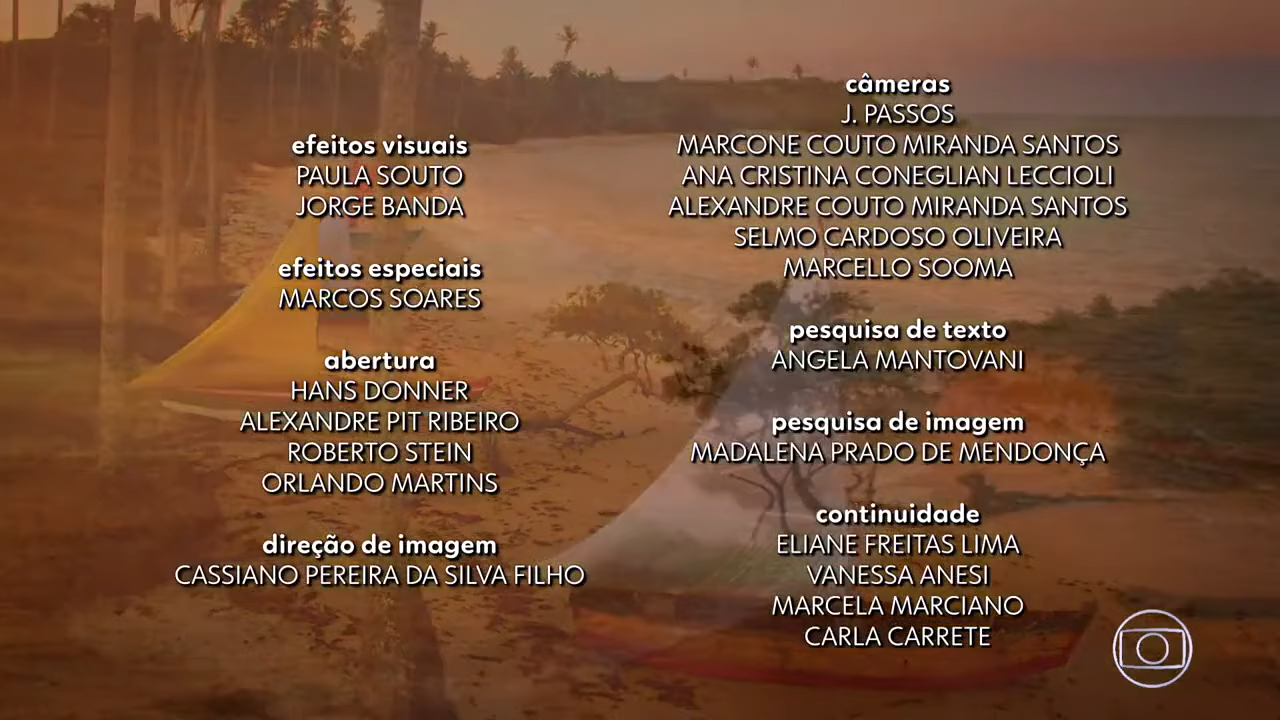 efeitos visuais
PAULA SOUTO
JORGE BANDA
efeitos especiais
MARCOS SOARES
abertura
HANS DONNER
ALEXANDRE PIT RIBEIRO
ROBERTO STEIN
ORLANDO MARTINS
direção de imagem
CASSIANO PEREIRA DA SILVA FILHO
câmeras
J. PASSOS
MARCONE COUTO MIRANDA SANTOS
ANA CRISTINA CONEGLIAN LECCIOLI
ALEXANDRE COUTO MIRANDA SANTOS
SELMO CARDOSO OLIVEIRA
MARCELLO SOOMA
pesquisa de texto
ANGELA MANTOVANI
pesquisa de imagem
MADALENA PRADO DE MENDONÇA
continuidade
ELIANE FREITAS LIMA
VANESSA ANESI
MARCELA MARCIANO
CARLA CARRETE